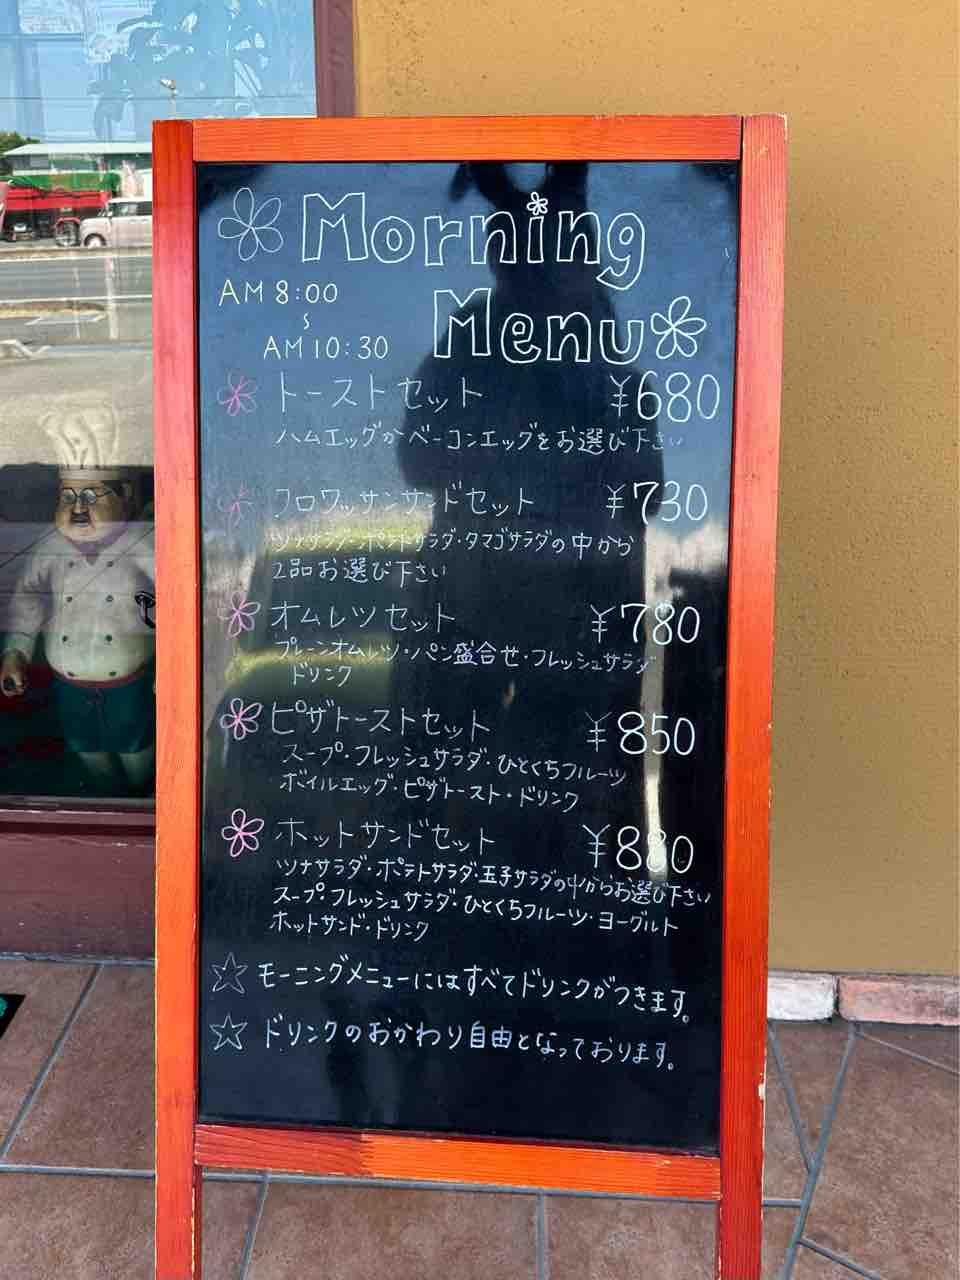 Morning
AM 8:00
〜
AM 10:30
Menu
トーストセット ¥680
ハムエッグかベーコンエッグをお選び下さい
クロワッサンサンドセット ¥730
ツナサラダ・ポテトサラダ・タマゴサラダの中から
2品お選び下さい
オムレツセット ¥780
プレーンオムレツ・パン盛合せ・フレッシュサラダ
ドリンク
ピザトーストセット ¥850
スープ・フレッシュサラダ・ひとくちフルーツ
ボイルエッグ・ピザトースト・ドリンク
ホットサンドセット ¥880
ツナサラダ・ポテトサラダ・玉子サラダの中からお選び下さい
スープ・フレッシュサラダ・ひとくちフルーツ・ヨーグルト
ホットサンド・ドリンク
☆ モーニングメニューにはすべてドリンクがつきます。
☆ ドリンクのおかわり自由となっております。